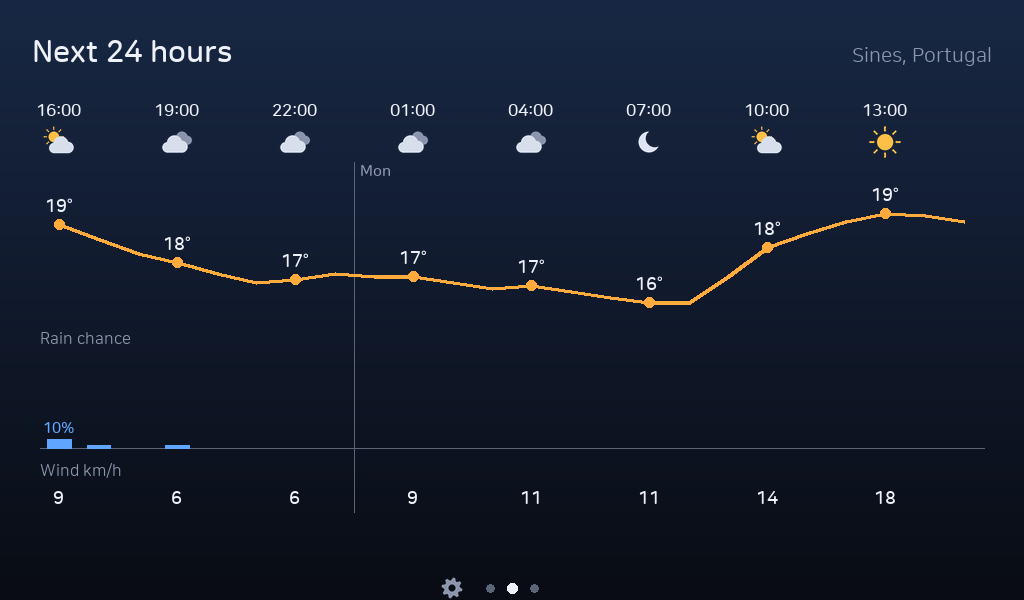 Next 24 hours
Sines, Portugal
16:00 19:00 22:00 01:00 04:00 07:00 10:00 13:00
Mon
19° 18° 17° 17° 17° 16° 18° 19°
Rain chance
10%
Wind km/h
9 6 6 9 11 11 14 18